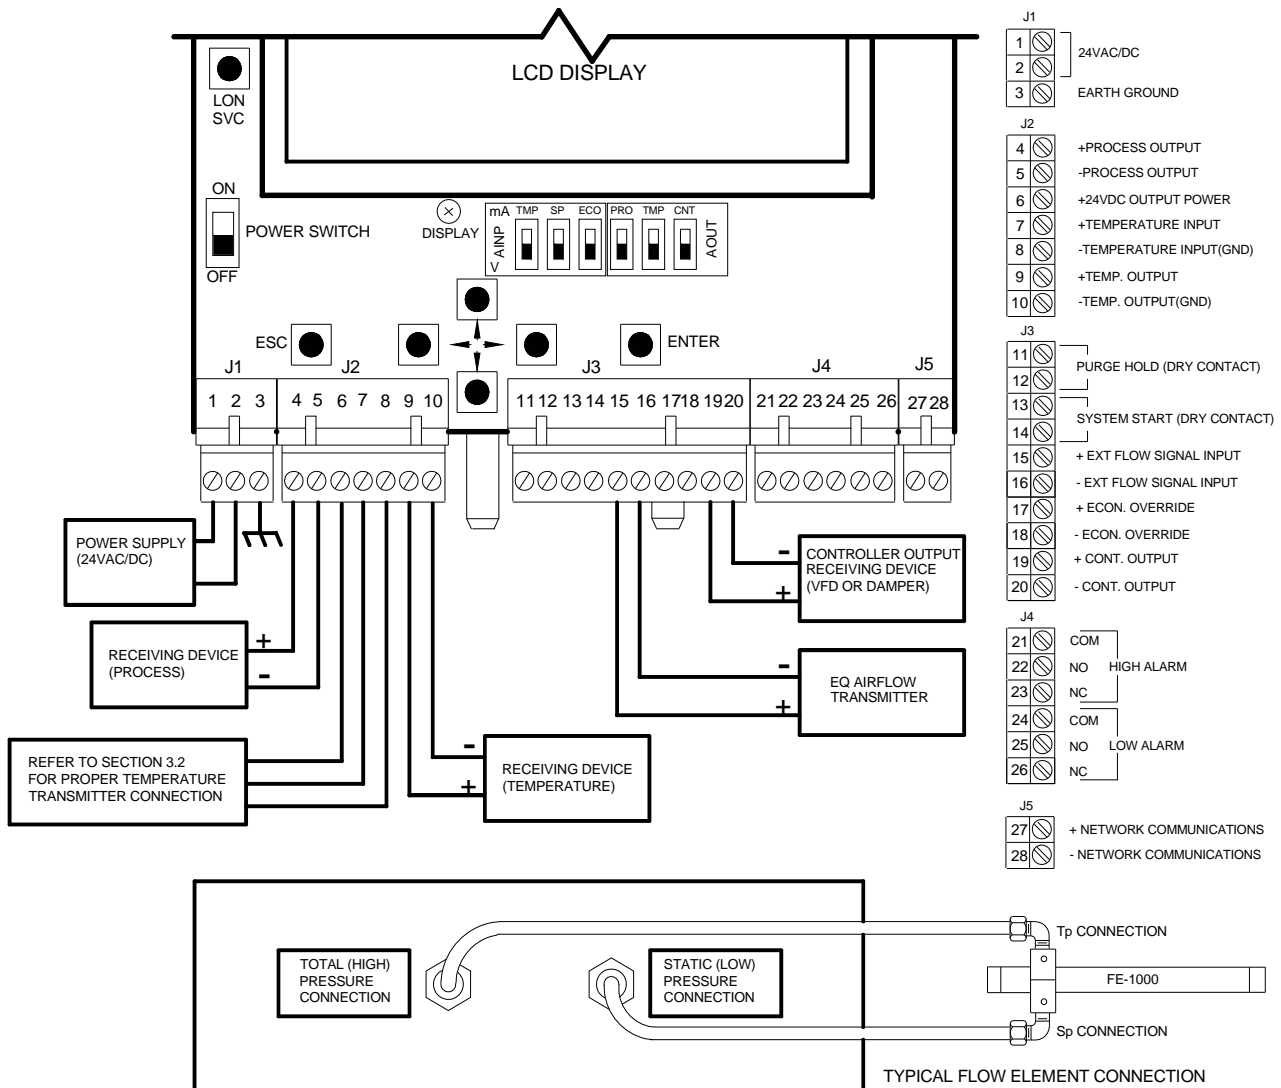 LCD DISPLAY
LON
SVC
ON
POWER SWITCH
OFF
DISPLAY
mA TMP SP ECO PRO TMP CNT
AINP
V
AOUT
ESC
ENTER
J1 J2 J3 J4 J5
1 2 3 4 5 6 7 8 9 10 11 12 13 14 15 16 17 18 19 20 21 22 23 24 25 26 27 28
POWER SUPPLY
(24VAC/DC)
RECEIVING DEVICE
(PROCESS)
+
-
REFER TO SECTION 3.2
FOR PROPER TEMPERATURE
TRANSMITTER CONNECTION
-
+
RECEIVING DEVICE
(TEMPERATURE)
-
+
CONTROLLER OUTPUT
RECEIVING DEVICE
(VFD OR DAMPER)
-
+
EQ AIRFLOW
TRANSMITTER
J1
1
2
24VAC/DC
3 EARTH GROUND
J2
4 +PROCESS OUTPUT
5 -PROCESS OUTPUT
6 +24VDC OUTPUT POWER
7 +TEMPERATURE INPUT
8 -TEMPERATURE INPUT(GND)
9 +TEMP. OUTPUT
10 -TEMP. OUTPUT(GND)
J3
11
12
PURGE HOLD (DRY CONTACT)
13
14
SYSTEM START (DRY CONTACT)
15 + EXT FLOW SIGNAL INPUT
16 - EXT FLOW SIGNAL INPUT
17 + ECON. OVERRIDE
18 - ECON. OVERRIDE
19 + CONT. OUTPUT
20 - CONT. OUTPUT
J4
21 COM
22 NO HIGH ALARM
23 NC
24 COM
25 NO LOW ALARM
26 NC
J5
27 + NETWORK COMMUNICATIONS
28 - NETWORK COMMUNICATIONS
TOTAL (HIGH)
PRESSURE
CONNECTION
STATIC (LOW)
PRESSURE
CONNECTION
Tp CONNECTION
FE-1000
Sp CONNECTION
TYPICAL FLOW ELEMENT CONNECTION